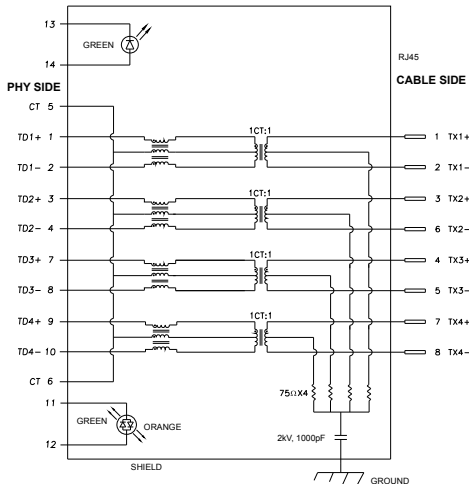 13
GREEN
14
RJ45
PHY SIDE
CABLE SIDE
CT 5
1CT:1
TD1+ 1
1 TX1+
TD1- 2
2 TX1-
1CT:1
TD2+ 3
3 TX2+
TD2- 4
6 TX2-
1CT:1
TD3+ 7
4 TX3+
TD3- 8
5 TX3-
1CT:1
TD4+ 9
7 TX4+
TD4- 10
8 TX4-
CT 6
75ΩX4
11
GREEN
ORANGE
12
2kV, 1000pF
SHIELD
GROUND